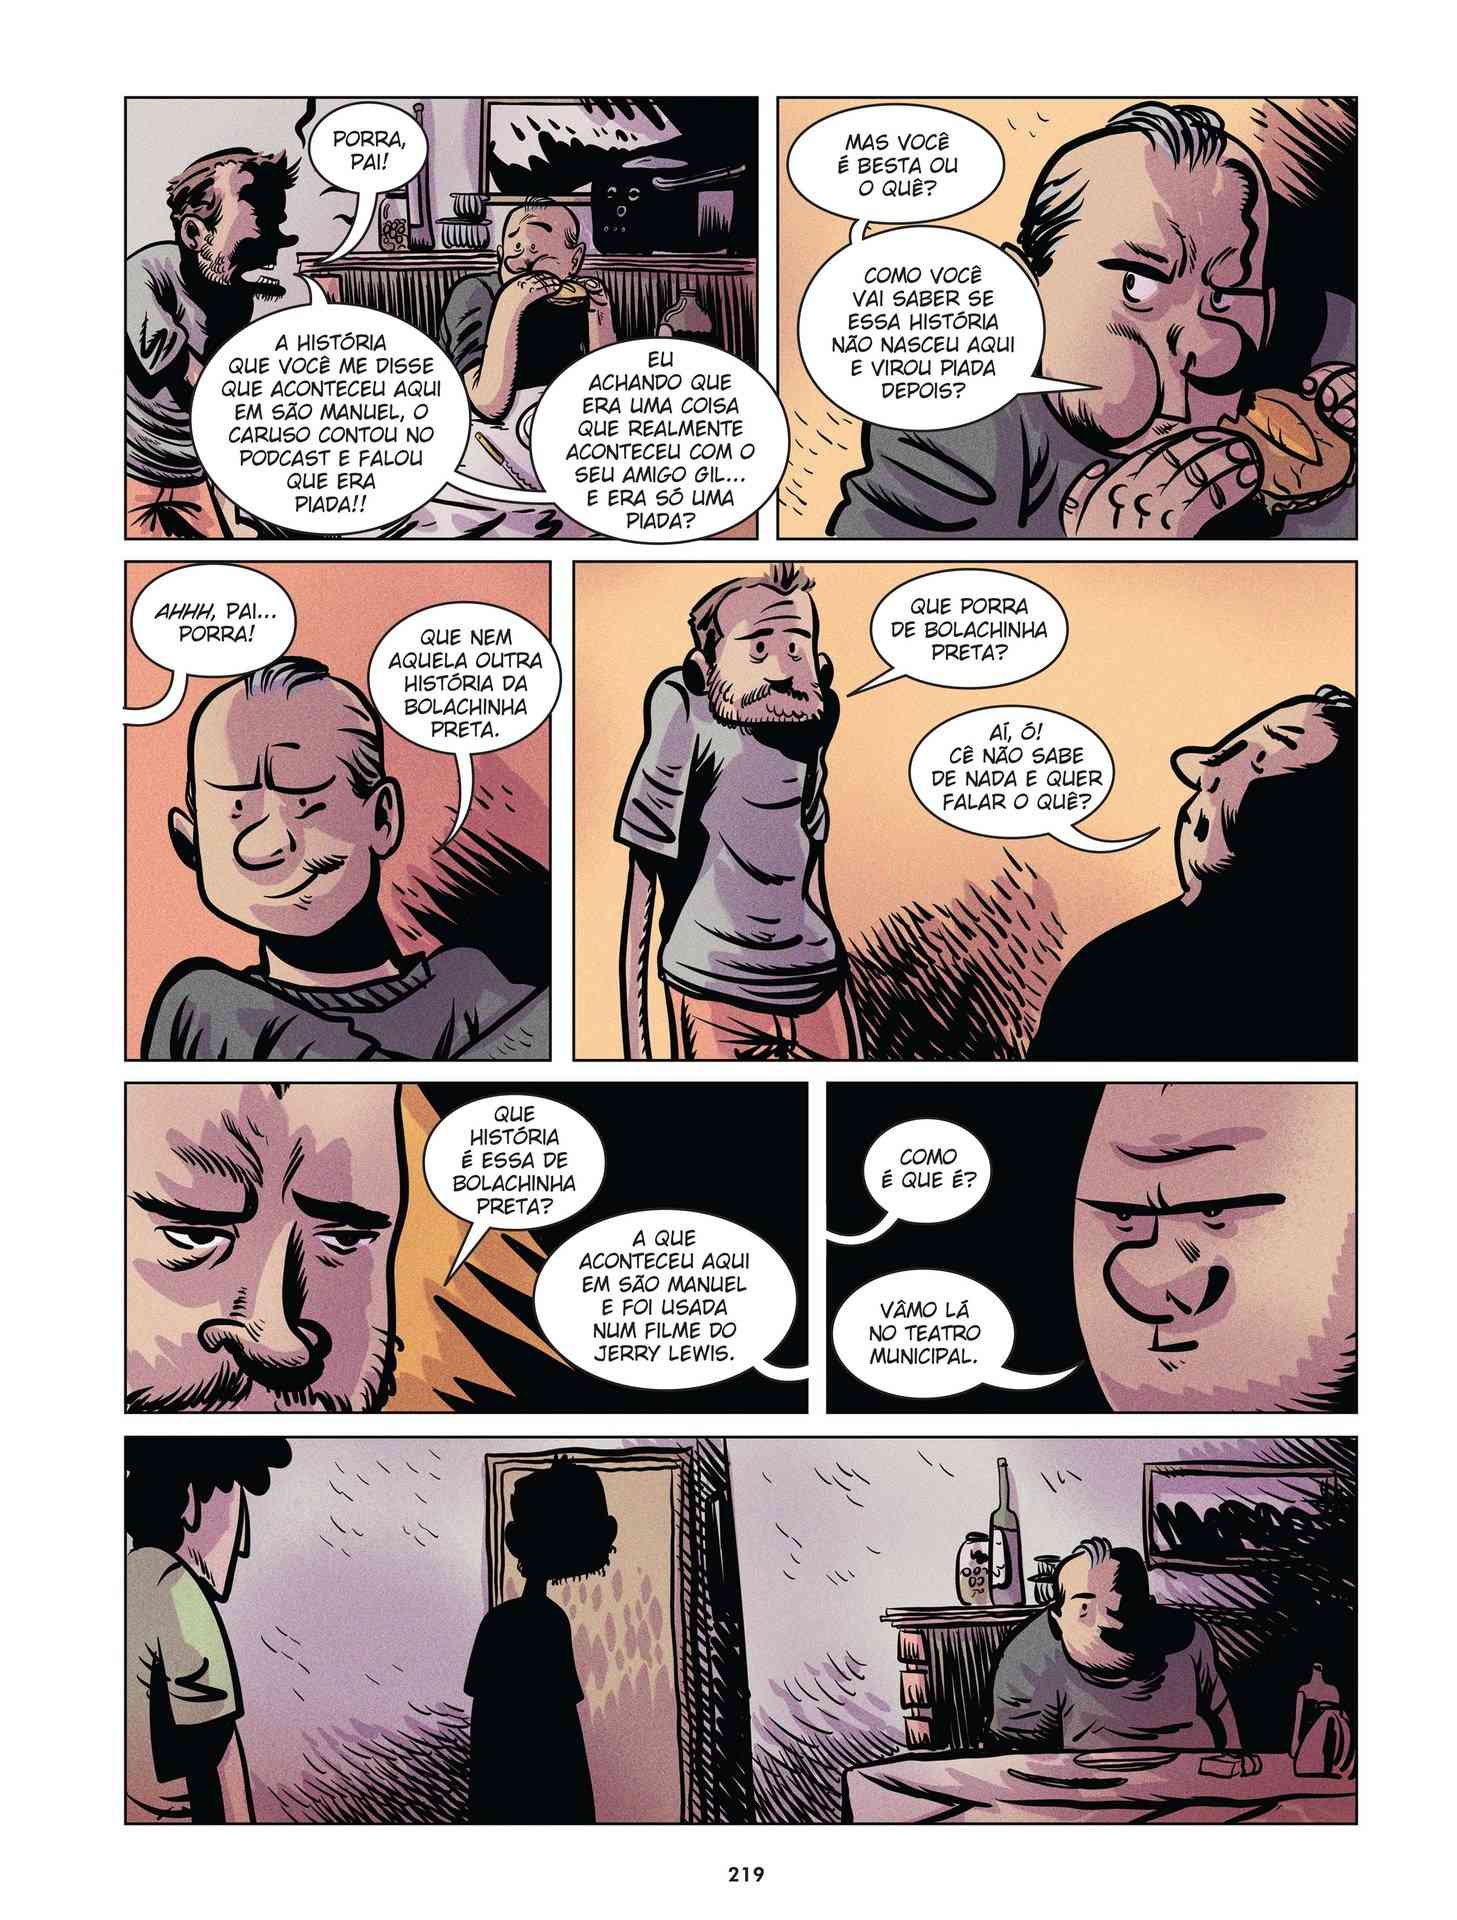 PORRA,
PAI!
A HISTÓRIA
QUE VOCÊ ME DISSE
QUE ACONTECEU AQUI
EM SÃO MANUEL, O
CARUSO CONTOU NO
PODCAST E FALOU
QUE ERA
PIADA!!
EU
ACHANDO QUE
ERA UMA COISA
QUE REALMENTE
ACONTECEU COM O
SEU AMIGO GIL...
E ERA SÓ UMA
PIADA?
MAS VOCÊ
É BESTA OU
O QUÊ?
COMO VOCÊ
VAI SABER SE
ESSA HISTÓRIA
NÃO NASCEU AQUI
E VIROU PIADA
DEPOIS?
AHHH, PAI...
PORRA!
QUE NEM
AQUELA OUTRA
HISTÓRIA DA
BOLACHINHA
PRETA.
QUE PORRA
DE BOLACHINHA
PRETA?
AÍ, Ó!
CÊ NÃO SABE
DE NADA E QUER
FALAR O QUÊ?
QUE
HISTÓRIA
É ESSA DE
BOLACHINHA
PRETA?
A QUE
ACONTECEU AQUI
EM SÃO MANUEL
E FOI USADA
NUM FILME DO
JERRY LEWIS.
COMO
É QUE É?
VÂMO LÁ
NO TEATRO
MUNICIPAL.
219